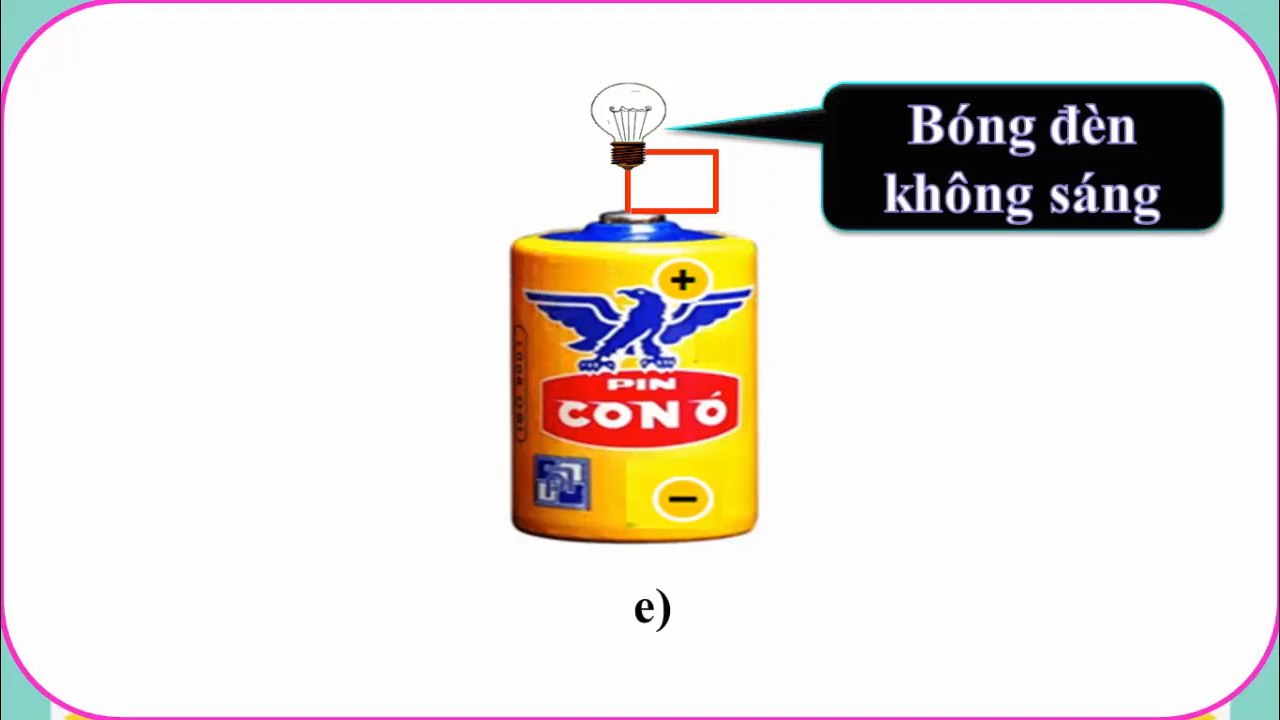 Bóng đèn
không sáng
+
PIN
CON Ó
−
e)